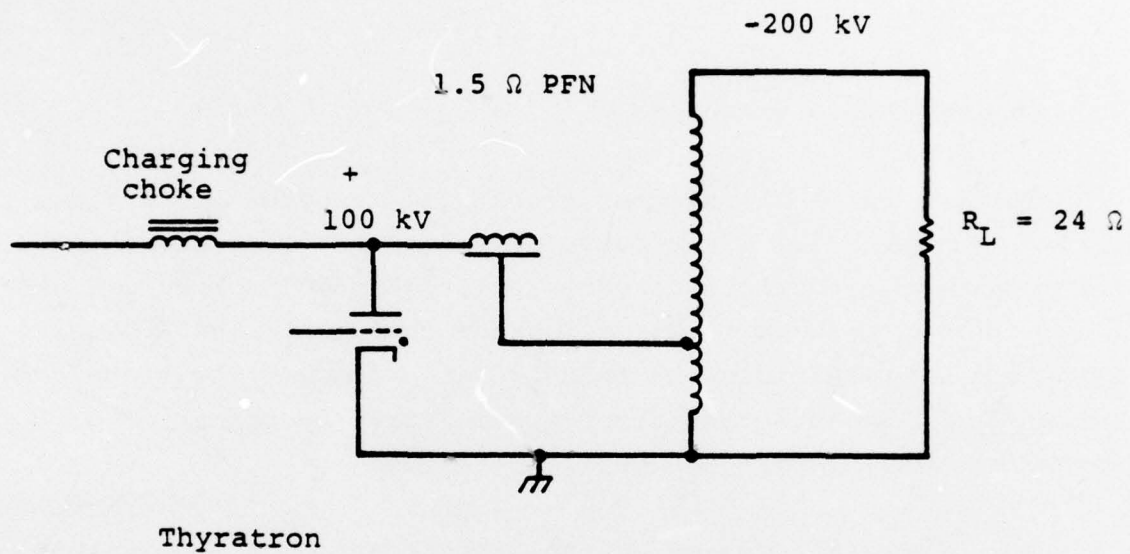 -200 kV
1.5 Ω PFN
Charging
choke
+
100 kV
R_L = 24 Ω
Thyratron